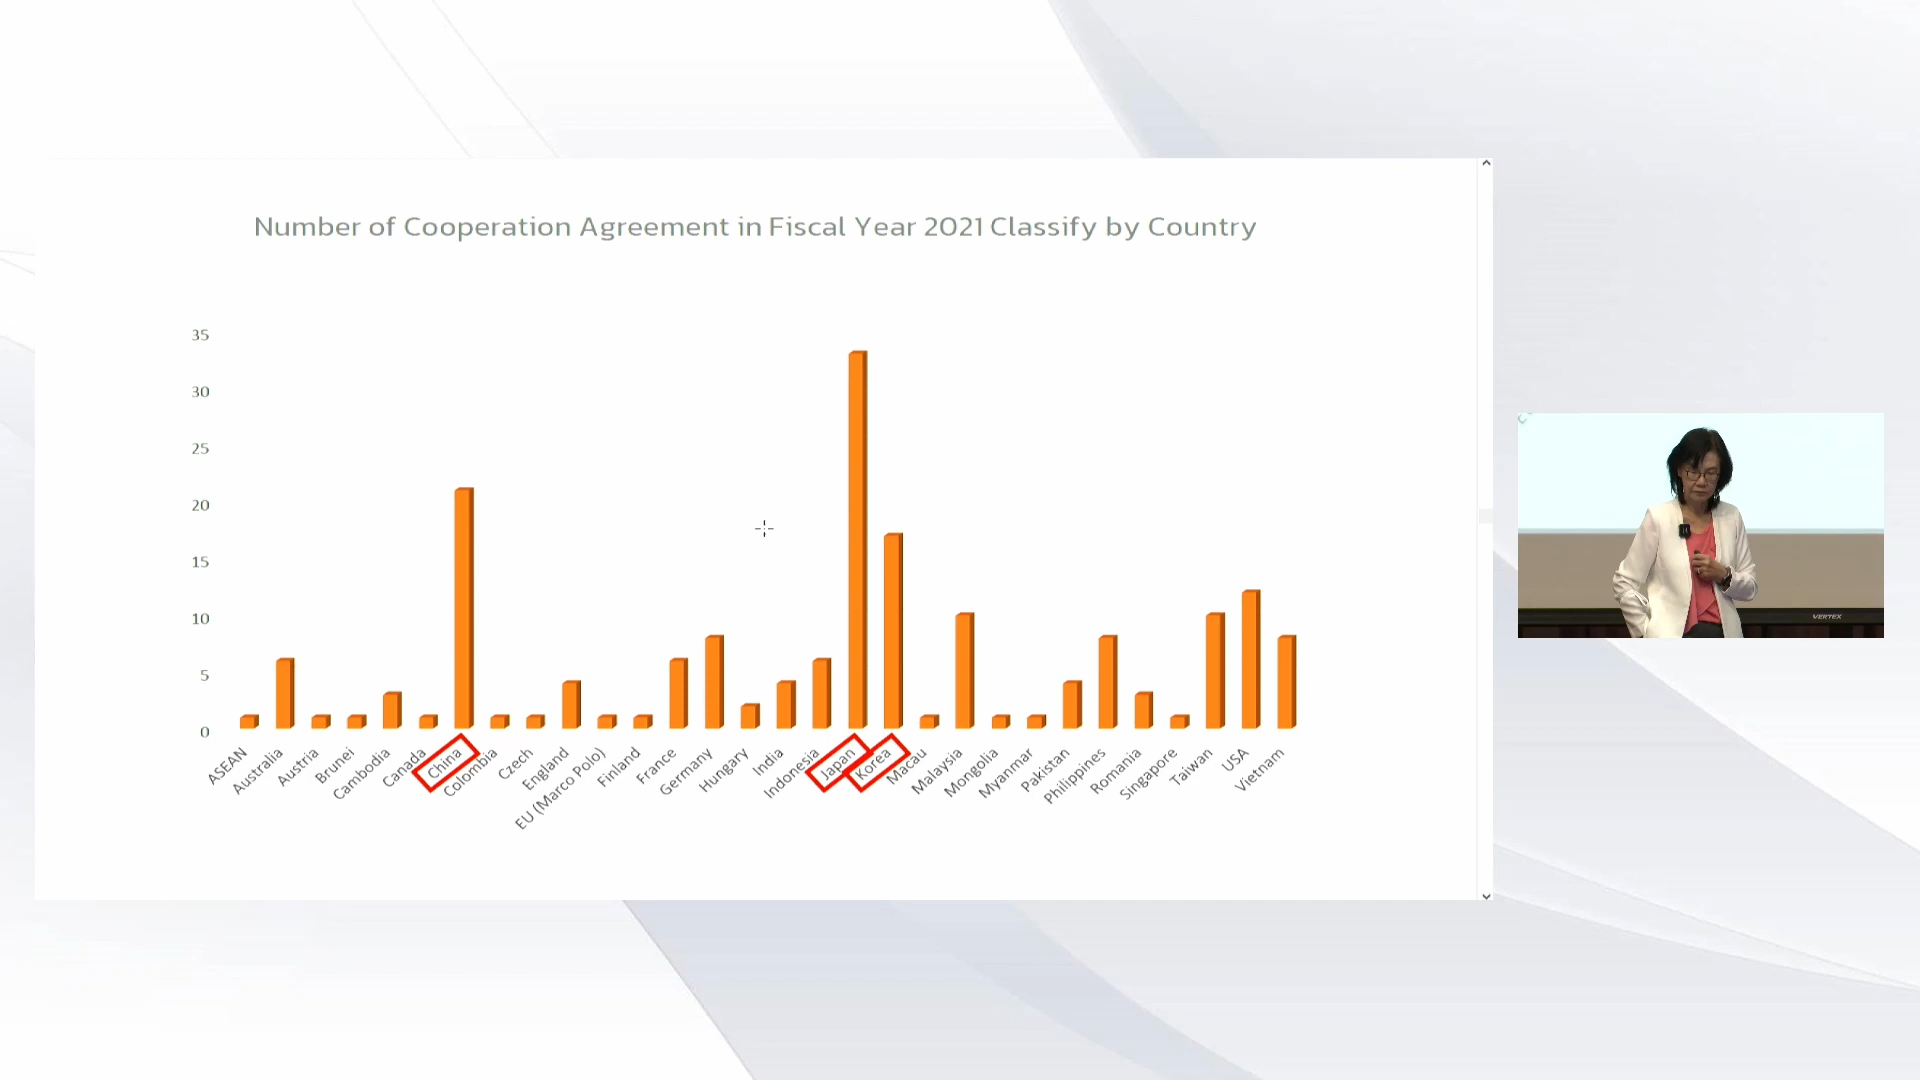 Number of Cooperation Agreement in Fiscal Year 2021 Classify by Country
35
30
25
20
15
10
5
0
ASEAN
Australia
Austria
Brunei
Cambodia
Canada
China
Colombia
Czech
England
EU (Marco Polo)
Finland
France
Germany
Hungary
India
Indonesia
Japan
Korea
Macau
Malaysia
Mongolia
Myanmar
Pakistan
Philippines
Romania
Singapore
Taiwan
USA
Vietnam
VERTEX